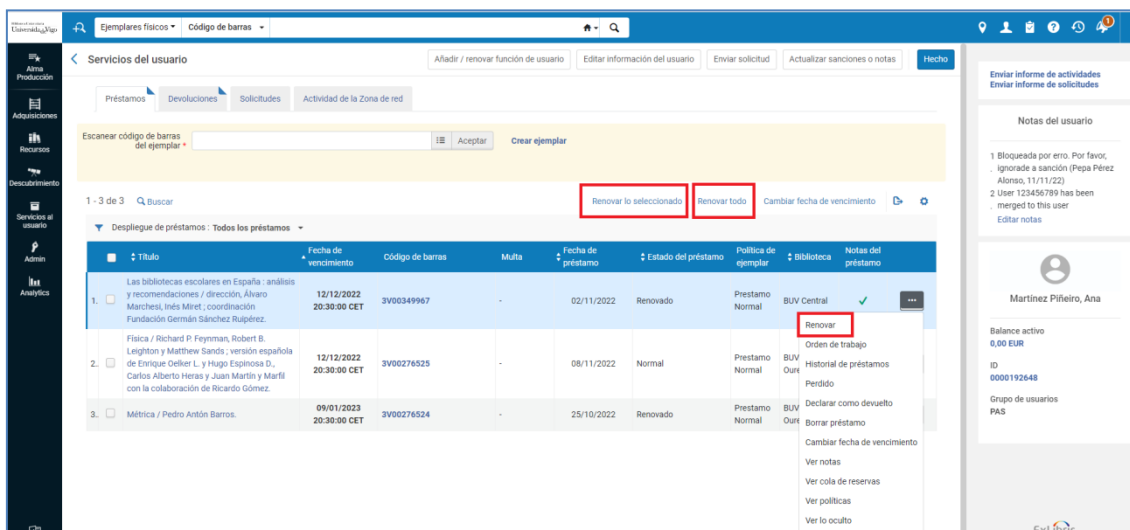 Universidade Vigo
Ejemplares físicos
Código de barras
1
Alma
Producción
Adquisiciones
Recursos
Descubrimiento
Servicios al
usuario
Admin
Analytics
Servicios del usuario
Añadir / renovar función de usuario
Editar información del usuario
Enviar solicitud
Actualizar sanciones o notas
Hecho
Préstamos
Devoluciones
Solicitudes
Actividad de la Zona de red
Escanear código de barras
del ejemplar *
Aceptar
Crear ejemplar
1 - 3 de 3
Buscar
Renovar lo seleccionado
Renovar todo
Cambiar fecha de vencimiento
Despliegue de préstamos : Todos los préstamos
Título
Fecha de
vencimiento
Código de barras
Multa
Fecha de
préstamo
Estado del préstamo
Política de
ejemplar
Biblioteca
Notas del
préstamo
1.
Las bibliotecas escolares en España : análisis
y recomendaciones / dirección, Álvaro
Marchesi, Inés Miret ; coordinación
Fundación Germán Sánchez Ruipérez.
12/12/2022
20:30:00 CET
3V00349967
-
02/11/2022
Renovado
Prestamo
Normal
BUV Central
2.
Física / Richard P. Feynman, Robert B.
Leighton y Matthew Sands ; versión española
de Enrique Oelker L. y Hugo Espinosa D.,
Carlos Alberto Heras y Juan Martín y Marfil
con la colaboración de Ricardo Gómez.
12/12/2022
20:30:00 CET
3V00276525
-
08/11/2022
Normal
Prestamo
Normal
BUV
Oure
3.
Métrica / Pedro Antón Barros.
09/01/2023
20:30:00 CET
3V00276524
-
25/10/2022
Renovado
Prestamo
Normal
BUV
Oure
Renovar
Orden de trabajo
Historial de préstamos
Perdido
Declarar como devuelto
Borrar préstamo
Cambiar fecha de vencimiento
Ver notas
Ver cola de reservas
Ver políticas
Ver lo oculto
Enviar informe de actividades
Enviar informe de solicitudes
Notas del usuario
1 Bloqueada por erro. Por favor,
. ignorade a sanción (Pepa Pérez
Alonso, 11/11/22)
2 User 123456789 has been
. merged to this user
Editar notas
Martínez Piñeiro, Ana
Balance activo
0,00 EUR
ID
0000192648
Grupo de usuarios
PAS
ExLibris